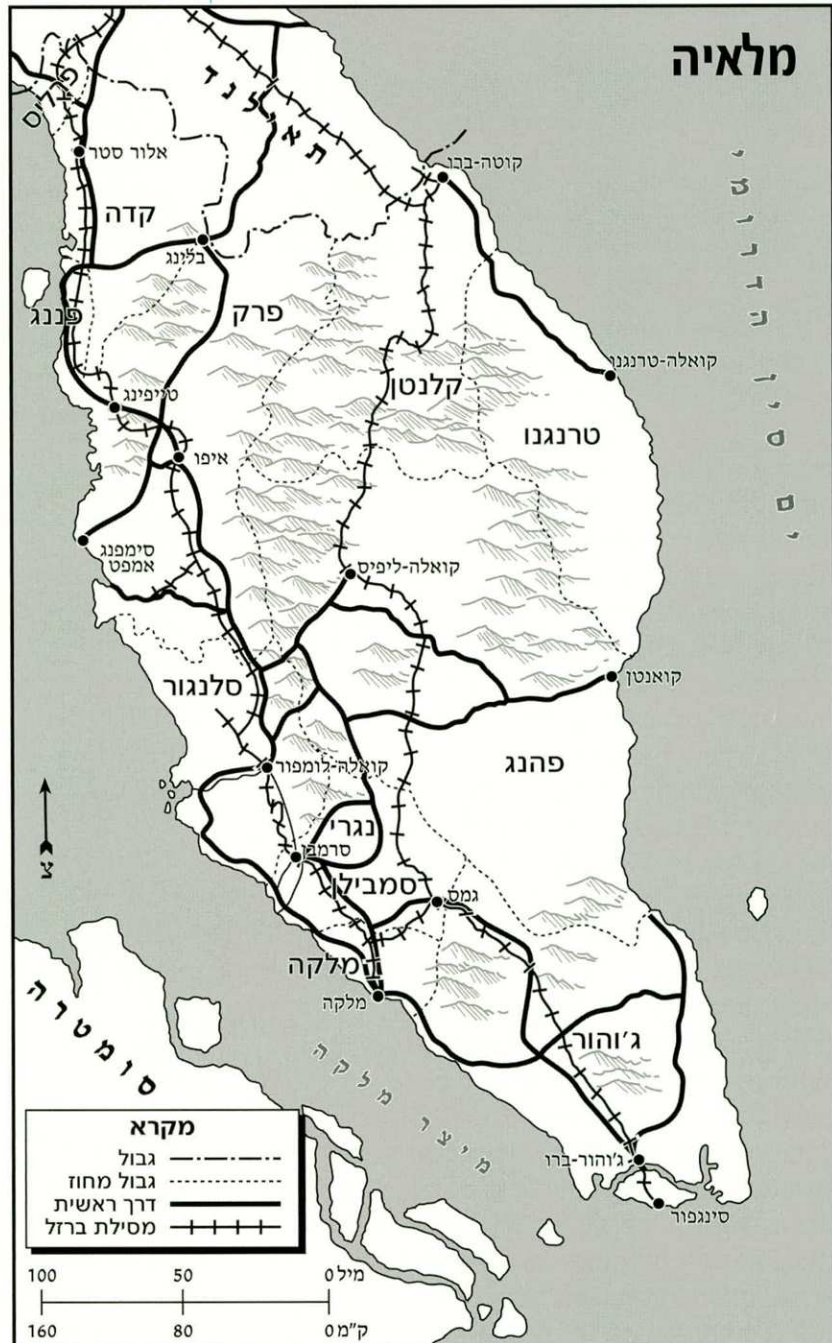 מלאיה
פרליס
תאילנד
קוטה-ברו
אלור סטר
קדה
בלינג
פננג
פרק
קלנטן
קואלה-טרנגנו
טרנגנו
ים סין הדרומי
טייפינג
איפו
סימפנג
אמפט
קואלה-ליפיס
קואנטן
סלנגור
פהנג
קואלה-לומפור
נגרי
סמבילן
סרמבן
גמס
מלקה
מלקה
ג'והור
צ
סומטרה
מיצר מלקה
ג'והור-ברו
סינגפור
מקרא
גבול
גבול מחוז
דרך ראשית
מסילת ברזל
100 50 0 מיל
160 80 0 ק"מ